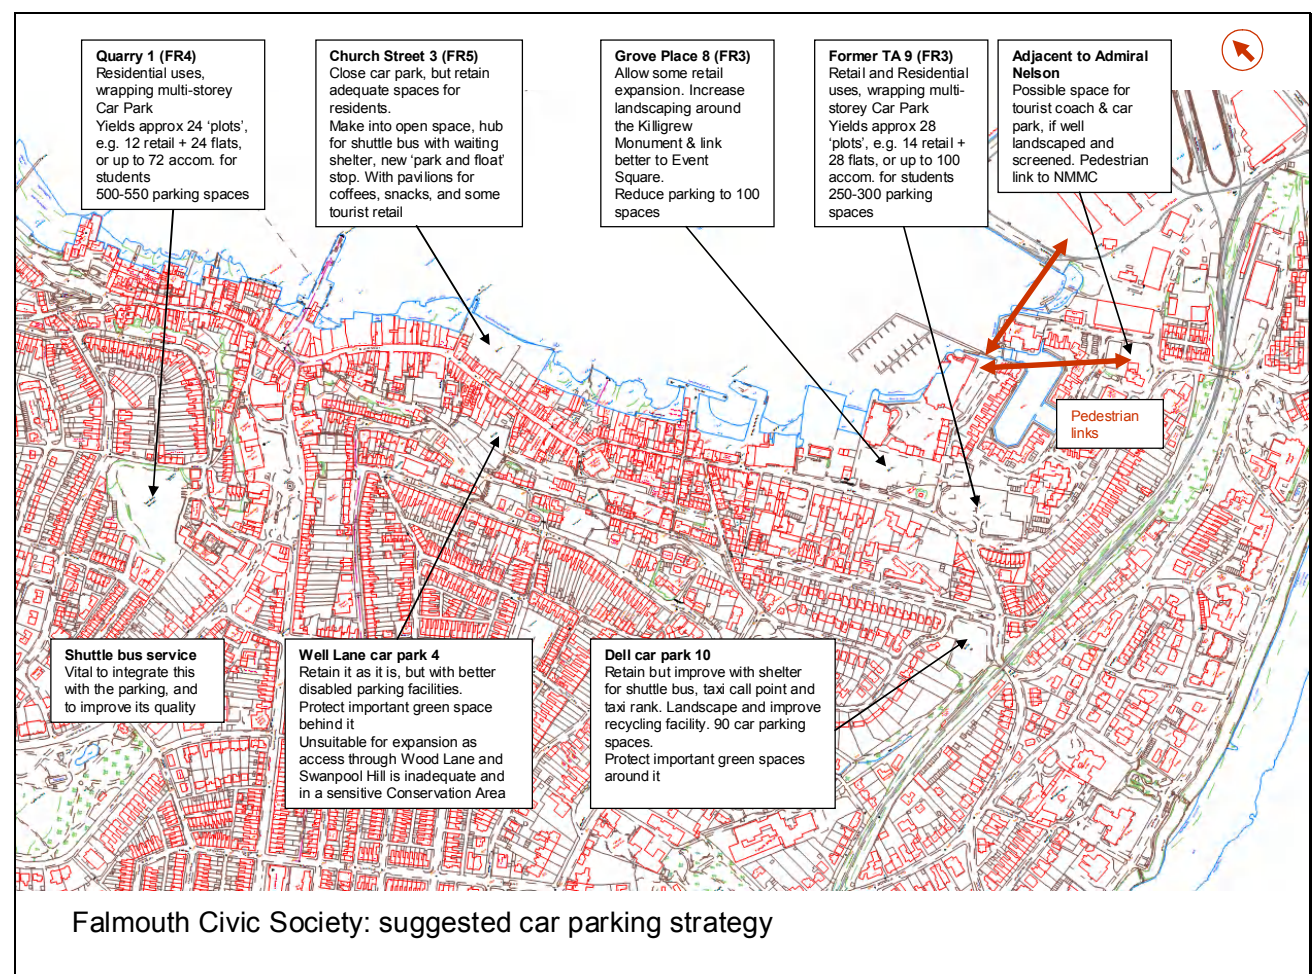 Quarry 1 (FR4)
Residential uses,
wrapping multi-storey
Car Park
Yields approx 24 ‘plots’,
e.g. 12 retail + 24 flats,
or up to 72 accom. for
students
500-550 parking spaces
Church Street 3 (FR5)
Close car park, but retain
adequate spaces for
residents.
Make into open space, hub
for shuttle bus with waiting
shelter, new ‘park and float’
stop. With pavilions for
coffees, snacks, and some
tourist retail
Grove Place 8 (FR3)
Allow some retail
expansion. Increase
landscaping around
the Killigrew
Monument & link
better to Event
Square.
Reduce parking to 100
spaces
Former TA 9 (FR3)
Retail and Residential
uses, wrapping multi-
storey Car Park
Yields approx 28
‘plots’, e.g. 14 retail +
28 flats, or up to 100
accom. for students
250-300 parking
spaces
Adjacent to Admiral
Nelson
Possible space for
tourist coach & car
park, if well
landscaped and
screened. Pedestrian
link to NMMC
Pedestrian
links
Shuttle bus service
Vital to integrate this
with the parking, and
to improve its quality
Well Lane car park 4
Retain it as it is, but with better
disabled parking facilities.
Protect important green space
behind it
Unsuitable for expansion as
access through Wood Lane and
Swanpool Hill is inadequate and
in a sensitive Conservation Area
Dell car park 10
Retain but improve with shelter
for shuttle bus, taxi call point and
taxi rank. Landscape and improve
recycling facility. 90 car parking
spaces.
Protect important green spaces
around it
Falmouth Civic Society: suggested car parking strategy